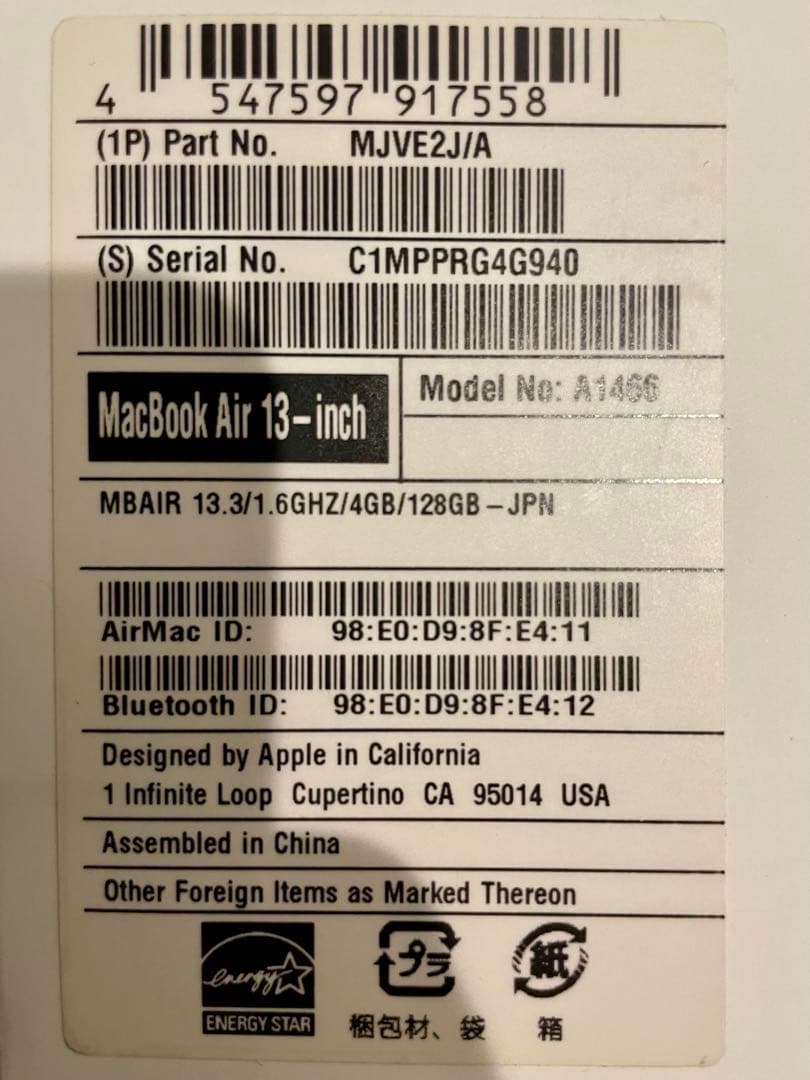 4 547597 917558
(1P) Part No. MJVE2J/A
(S) Serial No. C1MPPRG4G940
MacBook Air 13-inch
Model No: A1466
MBAIR 13.3/1.6GHZ/4GB/128GB-JPN
AirMac ID: 98:E0:D9:8F:E4:11
Bluetooth ID: 98:E0:D9:8F:E4:12
Designed by Apple in California
1 Infinite Loop Cupertino CA 95014 USA
Assembled in China
Other Foreign Items as Marked Thereon
energy
プラ
紙
ENERGY STAR
梱包材、袋
箱